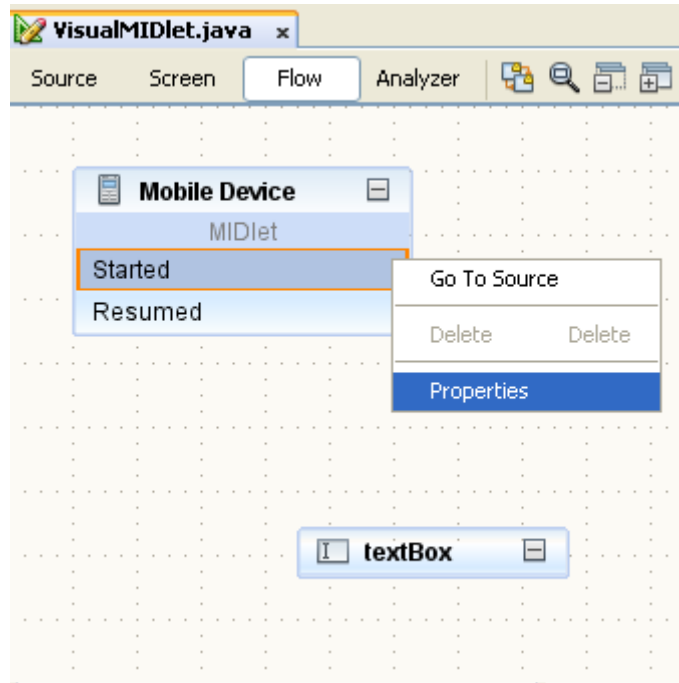 VisualMIDlet.java x
Source Screen Flow Analyzer
Mobile Device
MIDlet
Started
Resumed
Go To Source
Delete Delete
Properties
textBox